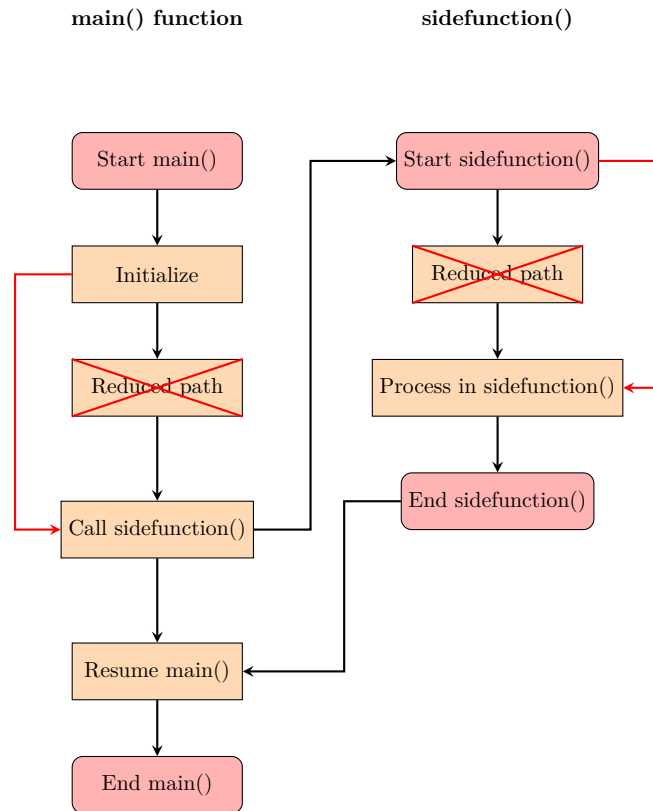 main() function
sidefunction()
Start main()
Start sidefunction()
Initialize
Reduced path
Reduced path
Process in sidefunction()
Call sidefunction()
End sidefunction()
Resume main()
End main()